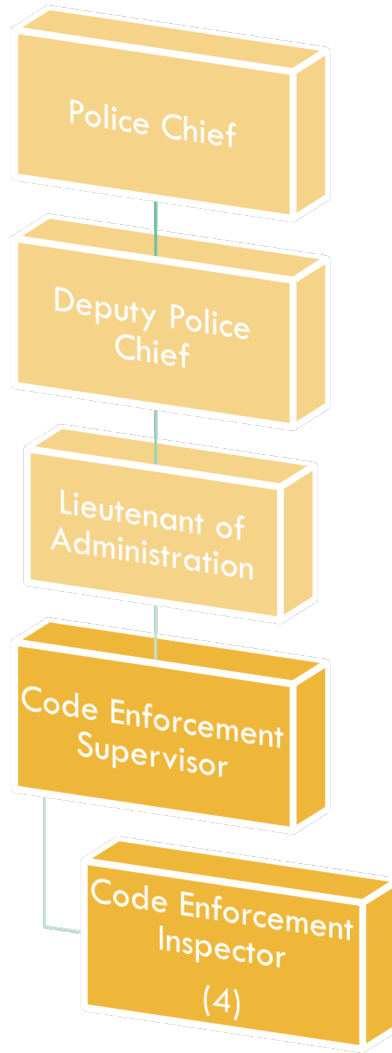 Police Chief
Deputy Police
Chief
Lieutenant of
Administration
Code Enforcement
Supervisor
Code Enforcement
Inspector
(4)